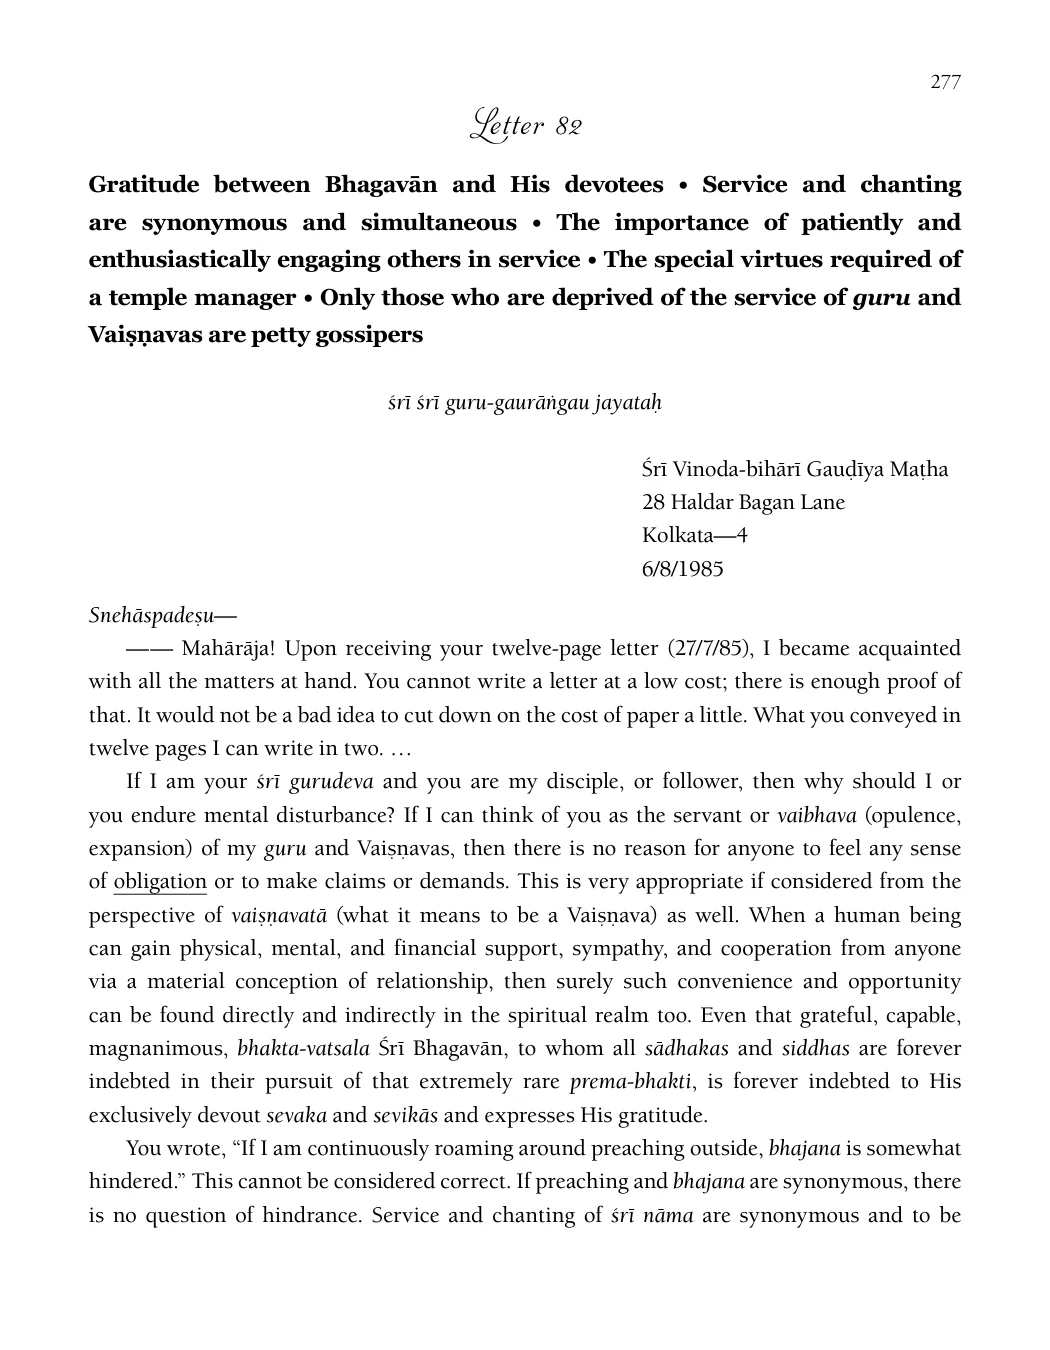 277
Letter 82
Gratitude between Bhagavān and His devotees • Service and chanting
are synonymous and simultaneous • The importance of patiently and
enthusiastically engaging others in service • The special virtues required of
a temple manager • Only those who are deprived of the service of guru and
Vaiṣṇavas are petty gossipers
śrī śrī guru-gaurāṅgau jayataḥ
Śrī Vinoda-bihārī Gauḍīya Maṭha
28 Haldar Bagan Lane
Kolkata—4
6/8/1985
Snehāspadeṣu—
—— Mahārāja! Upon receiving your twelve-page letter (27/7/85), I became acquainted
with all the matters at hand. You cannot write a letter at a low cost; there is enough proof of
that. It would not be a bad idea to cut down on the cost of paper a little. What you conveyed in
twelve pages I can write in two. …
If I am your śrī gurudeva and you are my disciple, or follower, then why should I or
you endure mental disturbance? If I can think of you as the servant or vaibhava (opulence,
expansion) of my guru and Vaiṣṇavas, then there is no reason for anyone to feel any sense
of obligation or to make claims or demands. This is very appropriate if considered from the
perspective of vaiṣṇavatā (what it means to be a Vaiṣṇava) as well. When a human being
can gain physical, mental, and financial support, sympathy, and cooperation from anyone
via a material conception of relationship, then surely such convenience and opportunity
can be found directly and indirectly in the spiritual realm too. Even that grateful, capable,
magnanimous, bhakta-vatsala Śrī Bhagavān, to whom all sādhakas and siddhas are forever
indebted in their pursuit of that extremely rare prema-bhakti, is forever indebted to His
exclusively devout sevaka and sevikās and expresses His gratitude.
You wrote, “If I am continuously roaming around preaching outside, bhajana is somewhat
hindered.” This cannot be considered correct. If preaching and bhajana are synonymous, there
is no question of hindrance. Service and chanting of śrī nāma are synonymous and to be